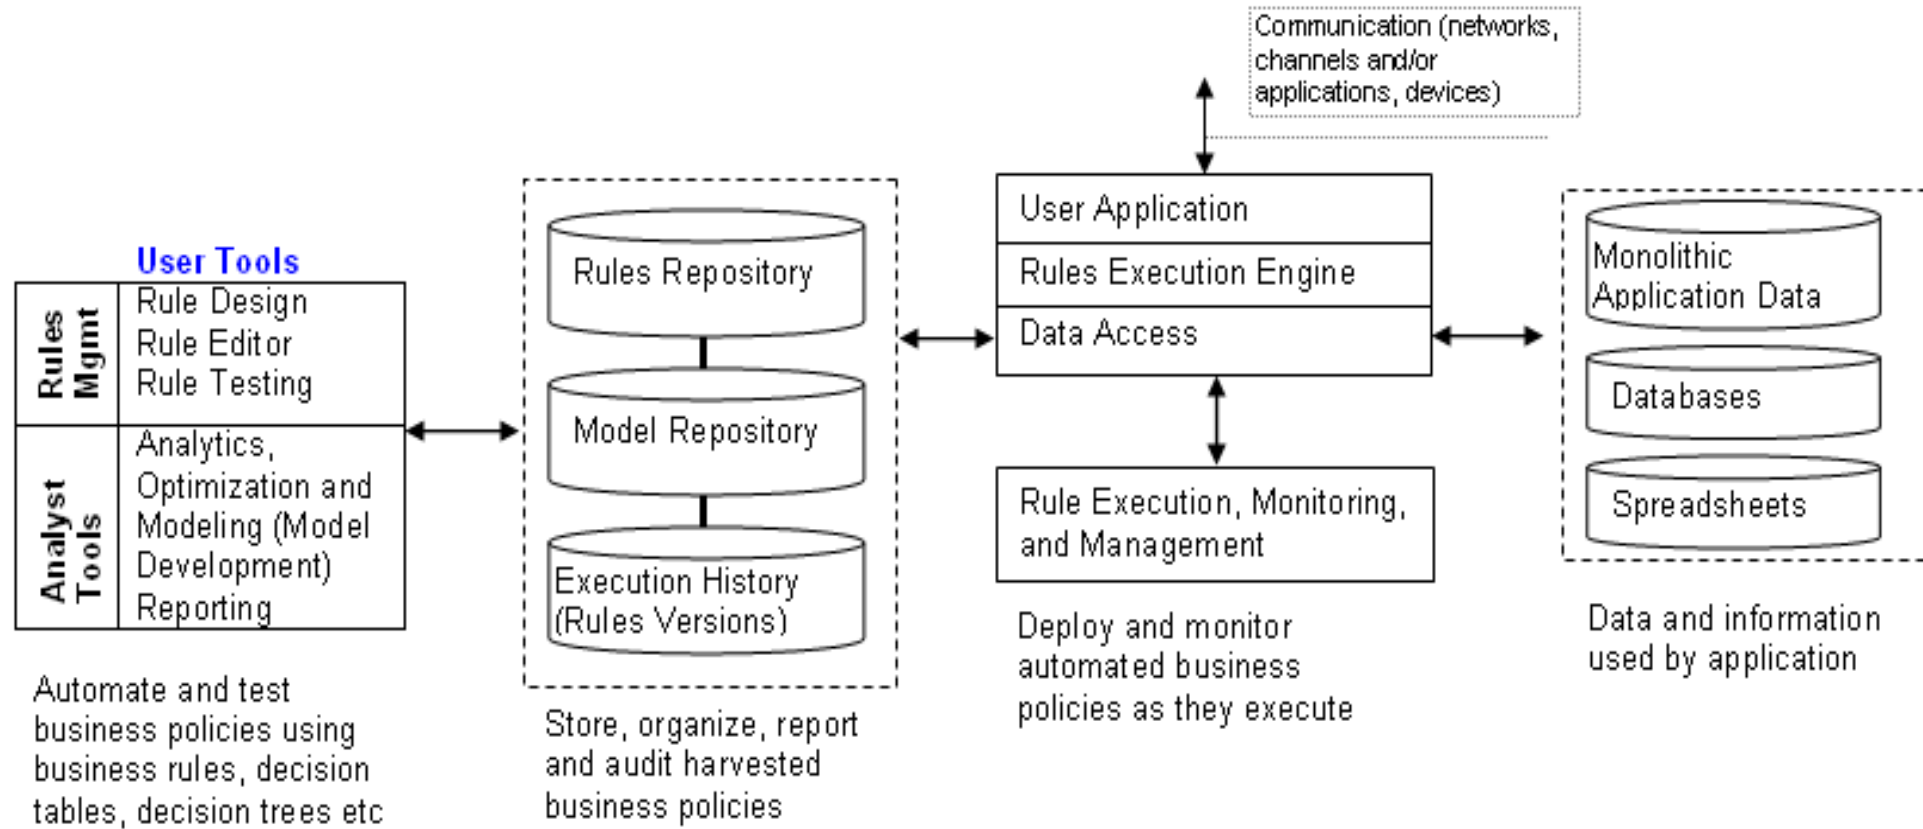 Communication (networks,
channels and/or
applications, devices)
User Tools
Rules
Mgmt
Rule Design
Rule Editor
Rule Testing
Analyst
Tools
Analytics,
Optimization and
Modeling (Model
Development)
Reporting
Automate and test
business policies using
business rules, decision
tables, decision trees etc
Rules Repository
Model Repository
Execution History
(Rules Versions)
Store, organize, report
and audit harvested
business policies
User Application
Rules Execution Engine
Data Access
Rule Execution, Monitoring,
and Management
Deploy and monitor
automated business
policies as they execute
Monolithic
Application Data
Databases
Spreadsheets
Data and information
used by application